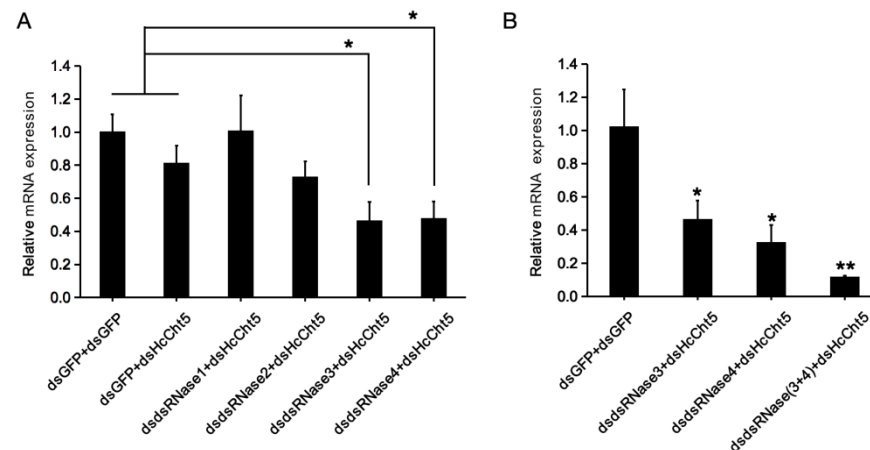 A
B
*
*
1.4
1.2
1.0
0.8
0.6
0.4
0.2
0.0
Relative mRNA expression
dsGFP+dsGFP
dsGFP+dsHcCht5
dsdsRNase1+dsHcCht5
dsdsRNase2+dsHcCht5
dsdsRNase3+dsHcCht5
dsdsRNase4+dsHcCht5
1.4
1.2
1.0
0.8
0.6
0.4
0.2
0.0
Relative mRNA expression
*
*
**
dsGFP+dsGFP
dsdsRNase3+dsHcCht5
dsdsRNase4+dsHcCht5
dsdsRNase(3+4)+dsHcCht5